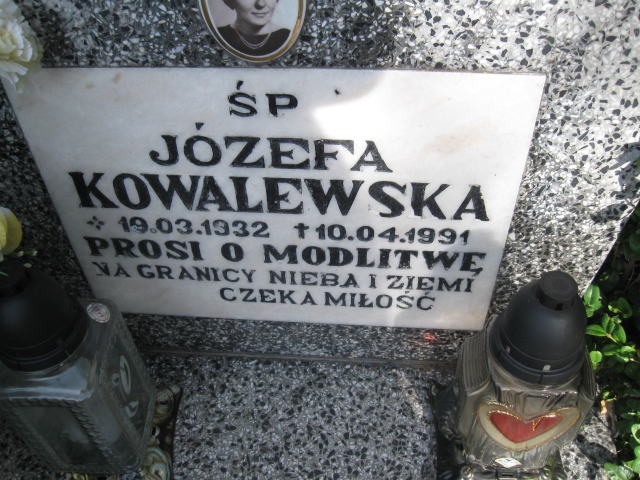 ŚP
JÓZEFA
KOWALEWSKA
19.03.1932 †10.04.1991
PROSI O MODLITWĘ
NA GRANICY NIEBA I ZIEMI
CZEKA MIŁOŚĆ